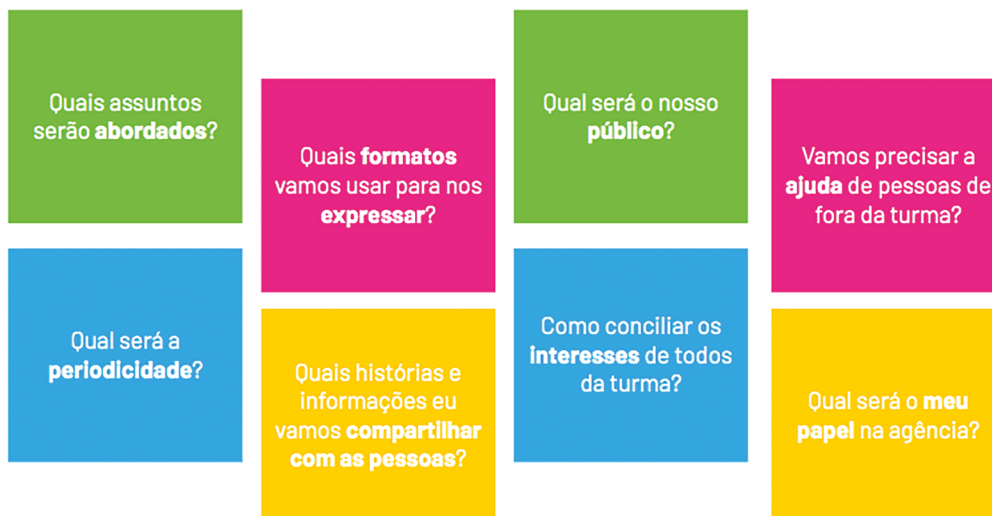 Quais assuntos
serão abordados?
Quais formatos
vamos usar para nos
expressar?
Qual será o nosso
público?
Vamos precisar a
ajuda de pessoas de
fora da turma?
Qual será a
periodicidade?
Quais histórias e
informações eu
vamos compartilhar
com as pessoas?
Como conciliar os
interesses de todos
da turma?
Qual será o meu
papel na agência?